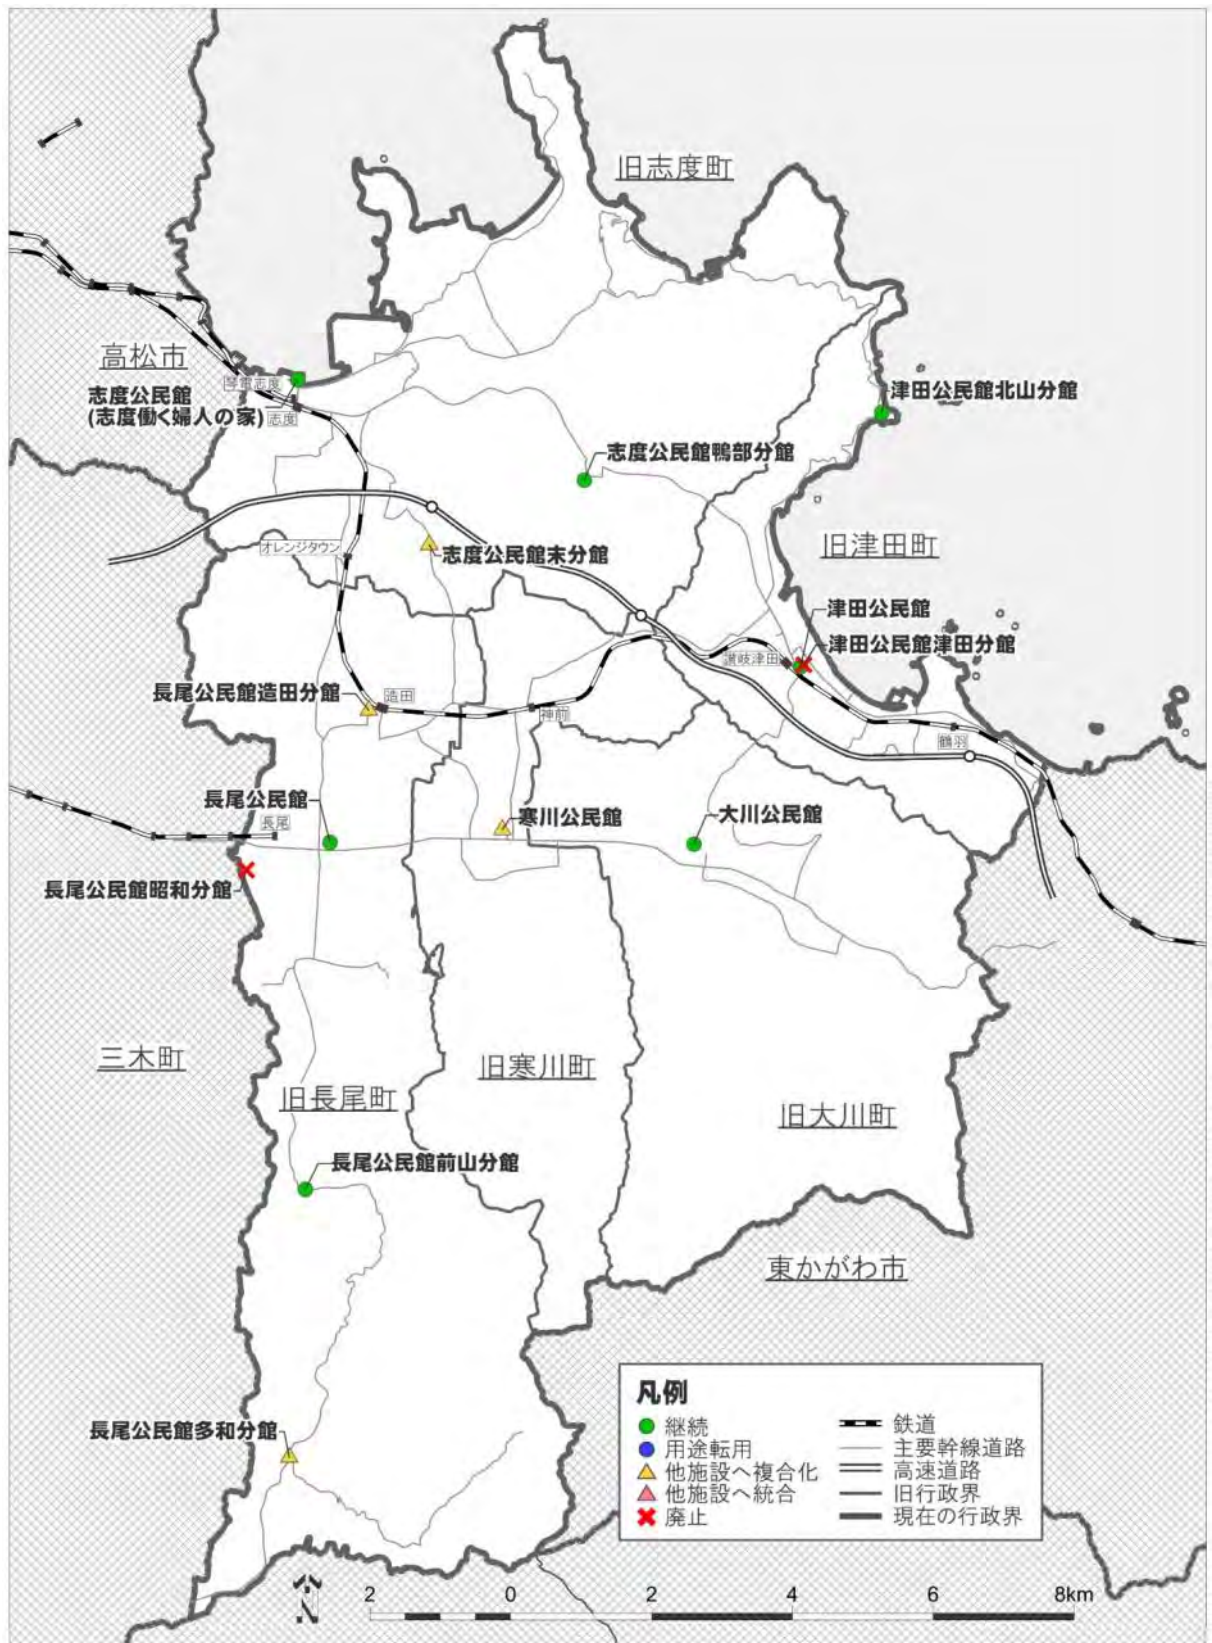 旧志度町
高松市
琴電志度
志度公民館
(志度働く婦人の家)
志度
津田公民館北山分館
志度公民館鴨部分館
旧津田町
オレンジタウン
志度公民館末分館
津田公民館
津田公民館津田分館
讃岐津田
長尾公民館造田分館
造田
神前
鶴羽
長尾公民館
長尾
寒川公民館
大川公民館
長尾公民館昭和分館
三木町
旧長尾町
旧寒川町
旧大川町
長尾公民館前山分館
東かがわ市
長尾公民館多和分館
凡例
継続
用途転用
他施設へ複合化
他施設へ統合
廃止
鉄道
主要幹線道路
高速道路
旧行政界
現在の行政界
N
2 0 2 4 6 8km